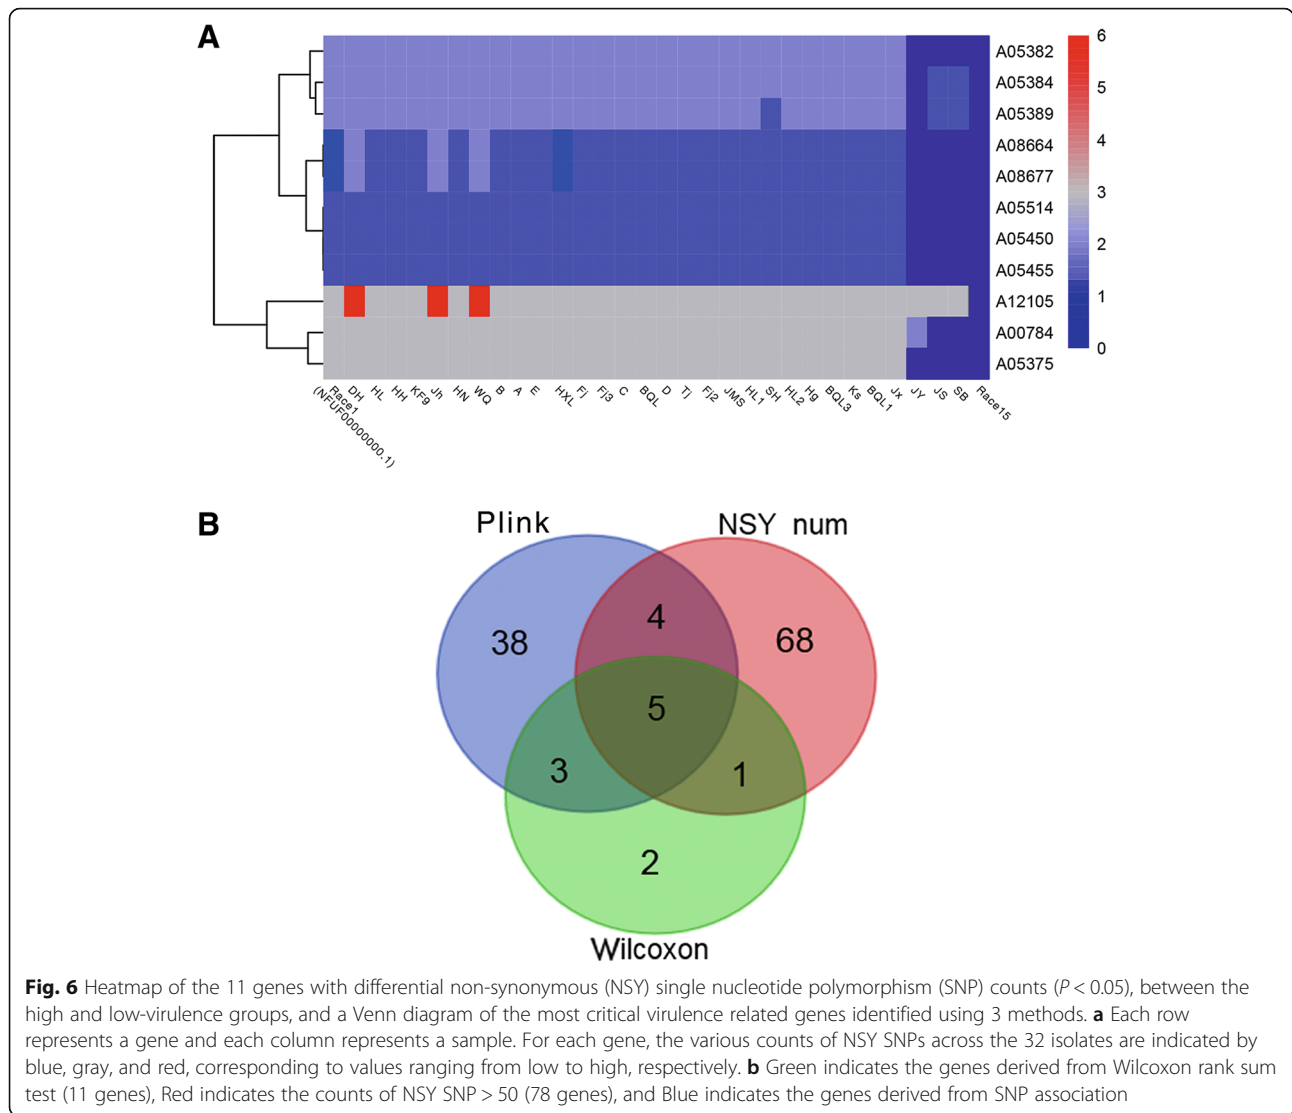 A
6
5
4
3
2
1
0
A05382
A05384
A05389
A08664
A08677
A05514
A05450
A05455
A12105
A00784
A05375
Race1
(NFUF00000000.1)
DH
HL
HH
KF9
Jh
HN
WQ
B
A
E
HXL
Fj
Fj3
C
BQL
D
Tj
Fj2
JMS
HL1
SH
HL2
Hg
BQL3
Ks
BQL1
Jx
JY
JS
SB
Race15
B
Plink
NSY num
38
4
68
5
3
1
2
Wilcoxon
Fig. 6 Heatmap of the 11 genes with differential non-synonymous (NSY) single nucleotide polymorphism (SNP) counts (P < 0.05), between the
high and low-virulence groups, and a Venn diagram of the most critical virulence related genes identified using 3 methods. a Each row
represents a gene and each column represents a sample. For each gene, the various counts of NSY SNPs across the 32 isolates are indicated by
blue, gray, and red, corresponding to values ranging from low to high, respectively. b Green indicates the genes derived from Wilcoxon rank sum
test (11 genes), Red indicates the counts of NSY SNP > 50 (78 genes), and Blue indicates the genes derived from SNP association